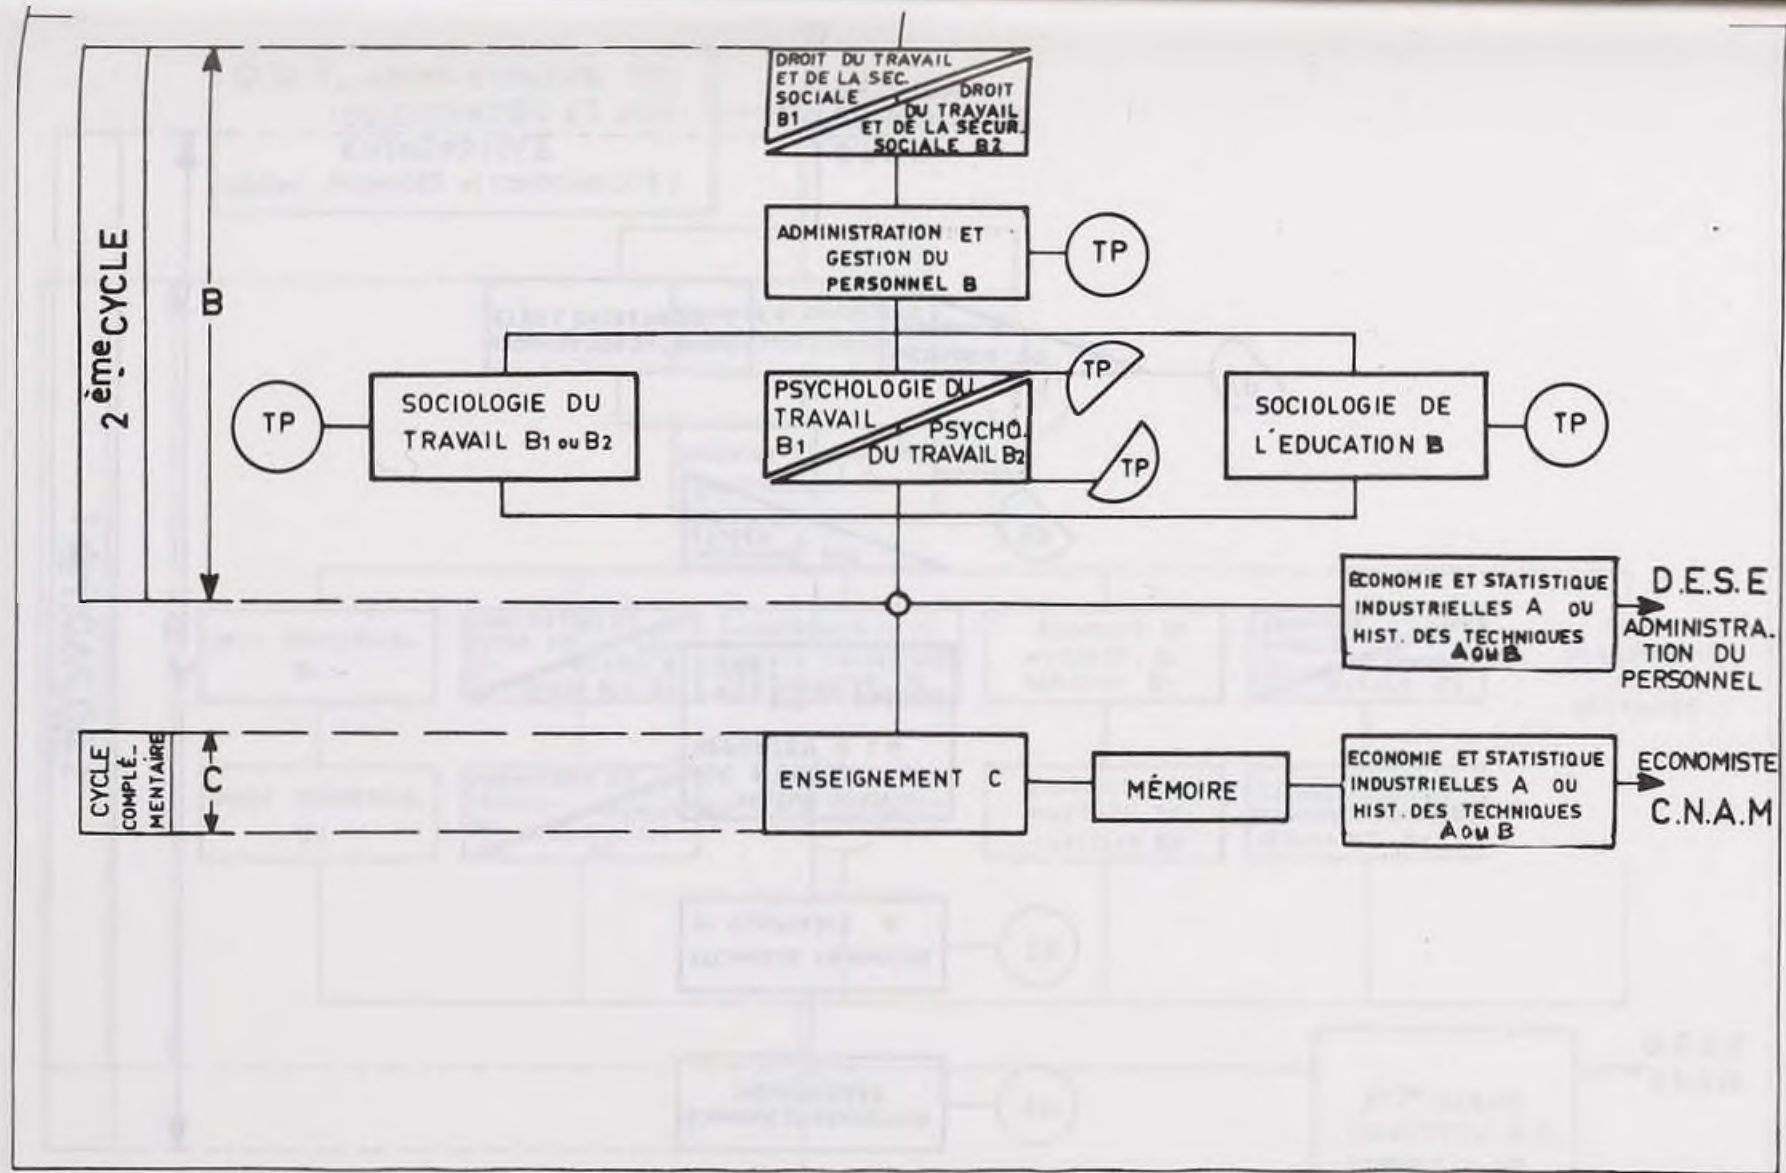 DROIT DU TRAVAIL
ET DE LA SEC.
SOCIALE
B1
DROIT
DU TRAVAIL
ET DE LA SÉCUR.
SOCIALE B2
2ème CYCLE
B
ADMINISTRATION ET
GESTION DU
PERSONNEL B
TP
TP
SOCIOLOGIE DU
TRAVAIL B1 ou B2
PSYCHOLOGIE DU
TRAVAIL
B1
PSYCHO.
DU TRAVAIL B2
TP
TP
SOCIOLOGIE DE
L'EDUCATION B
TP
ECONOMIE ET STATISTIQUE
INDUSTRIELLES A OU
HIST. DES TECHNIQUES
A OU B
D.E.S.E
ADMINISTRA.
TION DU
PERSONNEL
CYCLE
COMPLÉ_
MENTAIRE
C
ENSEIGNEMENT C
MÉMOIRE
ECONOMIE ET STATISTIQUE
INDUSTRIELLES A OU
HIST. DES TECHNIQUES
A OU B
ECONOMISTE
C.N.A.M